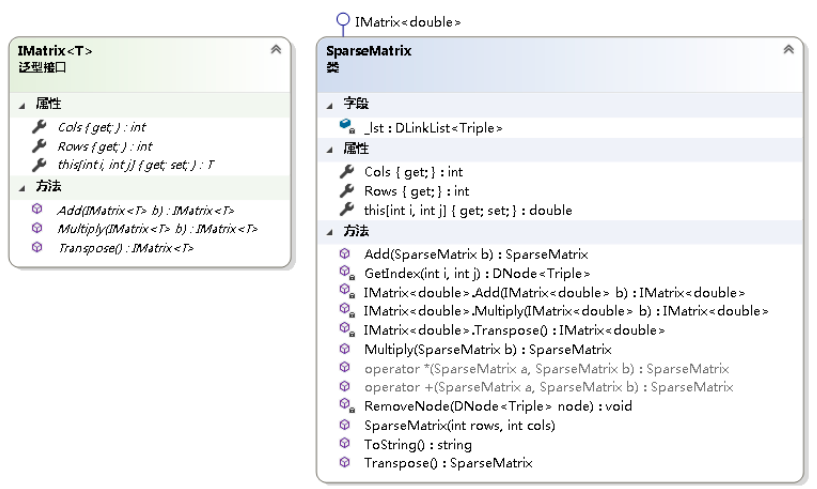 IMatrix<double>
IMatrix<T>
泛型接口
属性
Cols { get; } : int
Rows { get; } : int
this[int i, int j] { get; set; } : T
方法
Add(IMatrix<T> b) : IMatrix<T>
Multiply(IMatrix<T> b) : IMatrix<T>
Transpose() : IMatrix<T>
SparseMatrix
类
字段
_lst : DLinkList<Triple>
属性
Cols { get; } : int
Rows { get; } : int
this[int i, int j] { get; set; } : double
方法
Add(SparseMatrix b) : SparseMatrix
GetIndex(int i, int j) : DNode<Triple>
IMatrix<double>.Add(IMatrix<double> b) : IMatrix<double>
IMatrix<double>.Multiply(IMatrix<double> b) : IMatrix<double>
IMatrix<double>.Transpose() : IMatrix<double>
Multiply(SparseMatrix b) : SparseMatrix
operator *(SparseMatrix a, SparseMatrix b) : SparseMatrix
operator +(SparseMatrix a, SparseMatrix b) : SparseMatrix
RemoveNode(DNode<Triple> node) : void
SparseMatrix(int rows, int cols)
ToString() : string
Transpose() : SparseMatrix